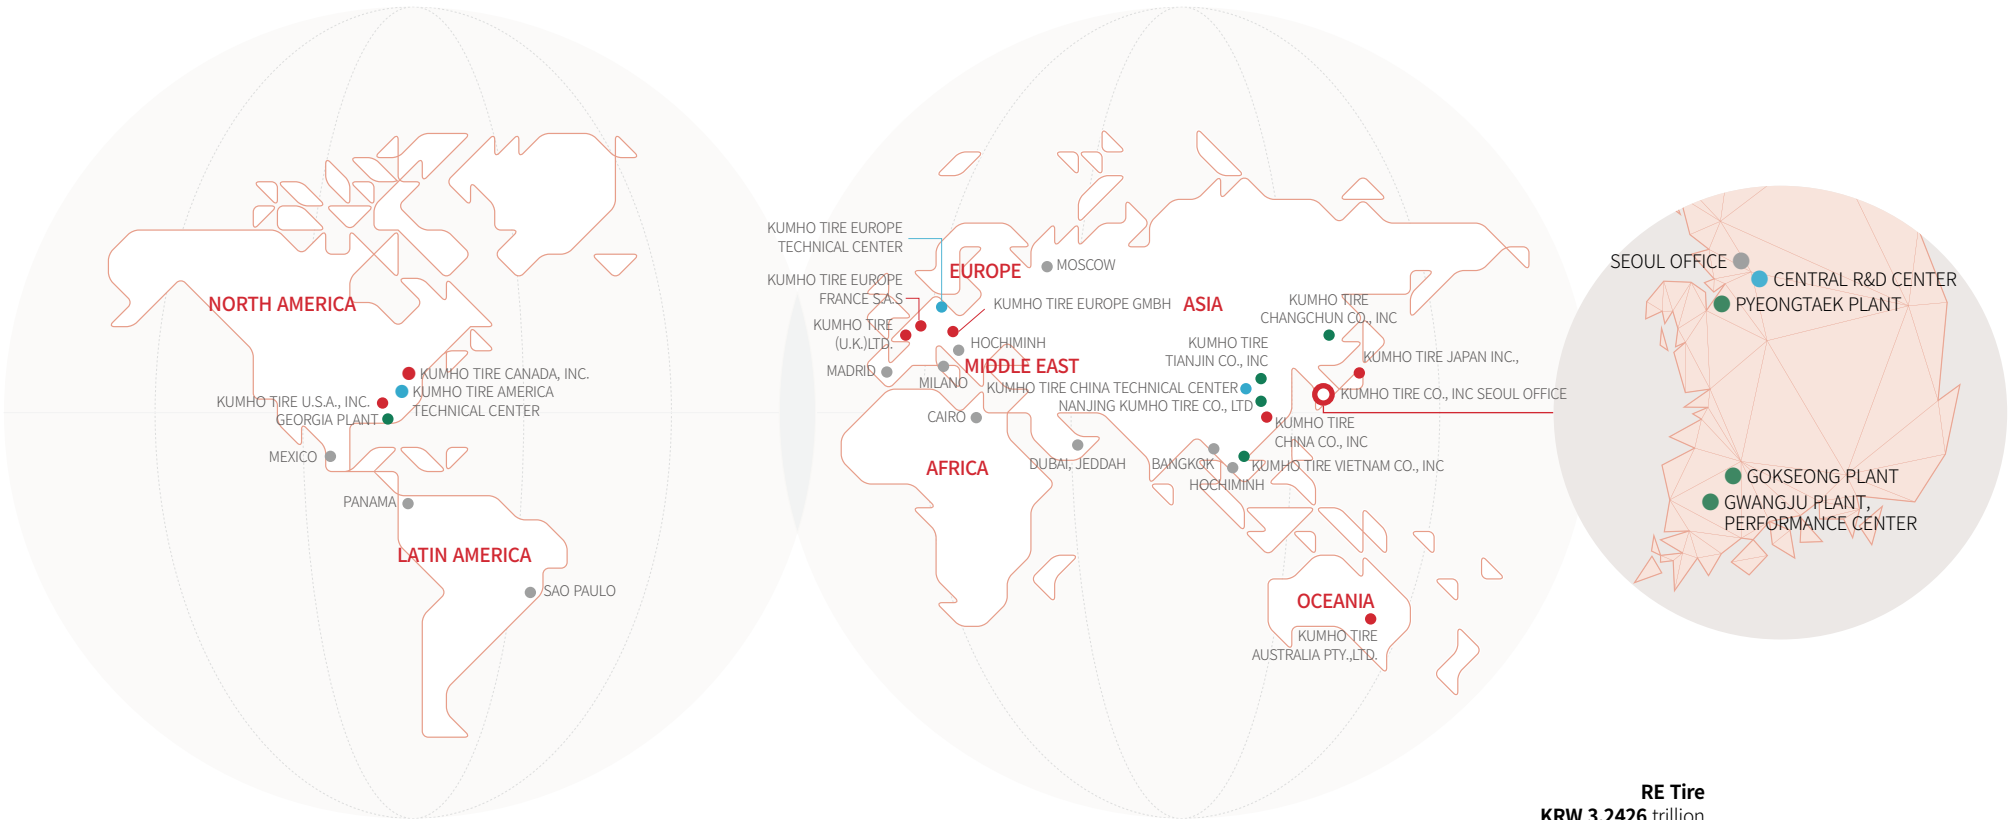 NORTH AMERICA
KUMHO TIRE CANADA, INC.
KUMHO TIRE AMERICA
TECHNICAL CENTER
KUMHO TIRE U.S.A., INC.
GEORGIA PLANT
MEXICO
PANAMA
LATIN AMERICA
SAO PAULO
KUMHO TIRE EUROPE
TECHNICAL CENTER
KUMHO TIRE EUROPE
FRANCE S.A.S
KUMHO TIRE
(U.K.)LTD.
EUROPE
MOSCOW
KUMHO TIRE EUROPE GMBH
HOCHIMINH
MADRID
MILANO
MIDDLE EAST
CAIRO
AFRICA
DUBAI, JEDDAH
ASIA
KUMHO TIRE
CHANGCHUN CO., INC
KUMHO TIRE
TIANJIN CO., INC
KUMHO TIRE JAPAN INC.,
KUMHO TIRE CHINA TECHNICAL CENTER
KUMHO TIRE CO., INC SEOUL OFFICE
NANJING KUMHO TIRE CO., LTD
KUMHO TIRE
CHINA CO., INC
BANGKOK
KUMHO TIRE VIETNAM CO., INC
HOCHIMINH
OCEANIA
KUMHO TIRE
AUSTRALIA PTY.,LTD.
SEOUL OFFICE
CENTRAL R&D CENTER
PYEONGTAEK PLANT
GOKSEONG PLANT
GWANGJU PLANT,
PERFORMANCE CENTER
RE Tire
KRW 3.2426 trillion